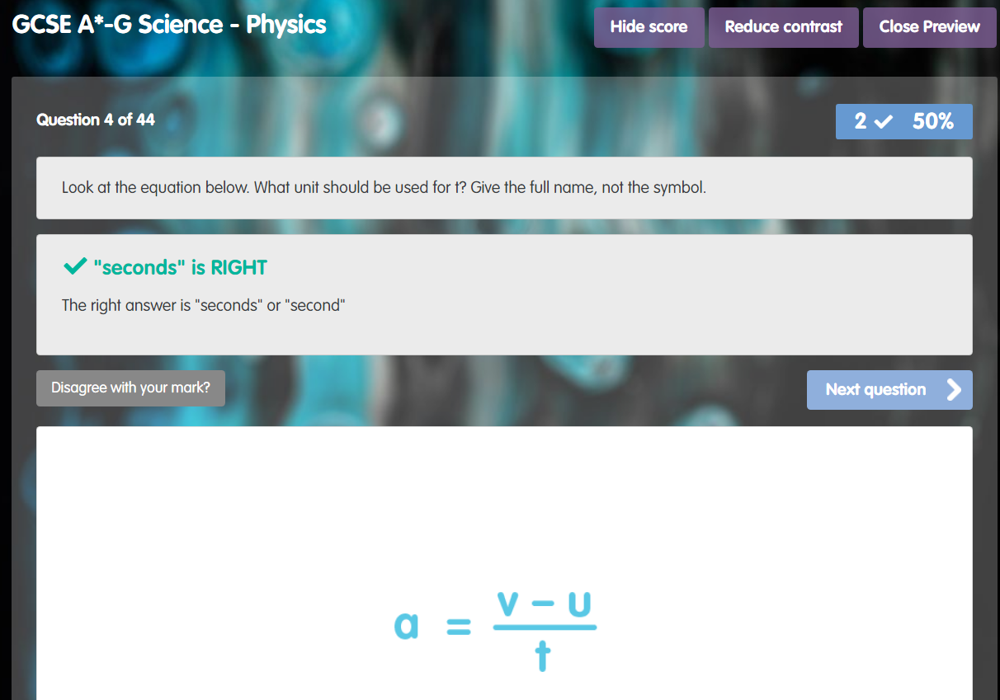 GCSE A*-G Science - Physics
Hide score
Reduce contrast
Close Preview
Question 4 of 44
2 ✓ 50%
Look at the equation below. What unit should be used for t? Give the full name, not the symbol.
✓ "seconds" is RIGHT
The right answer is "seconds" or "second"
Disagree with your mark?
Next question
a = v – u
t